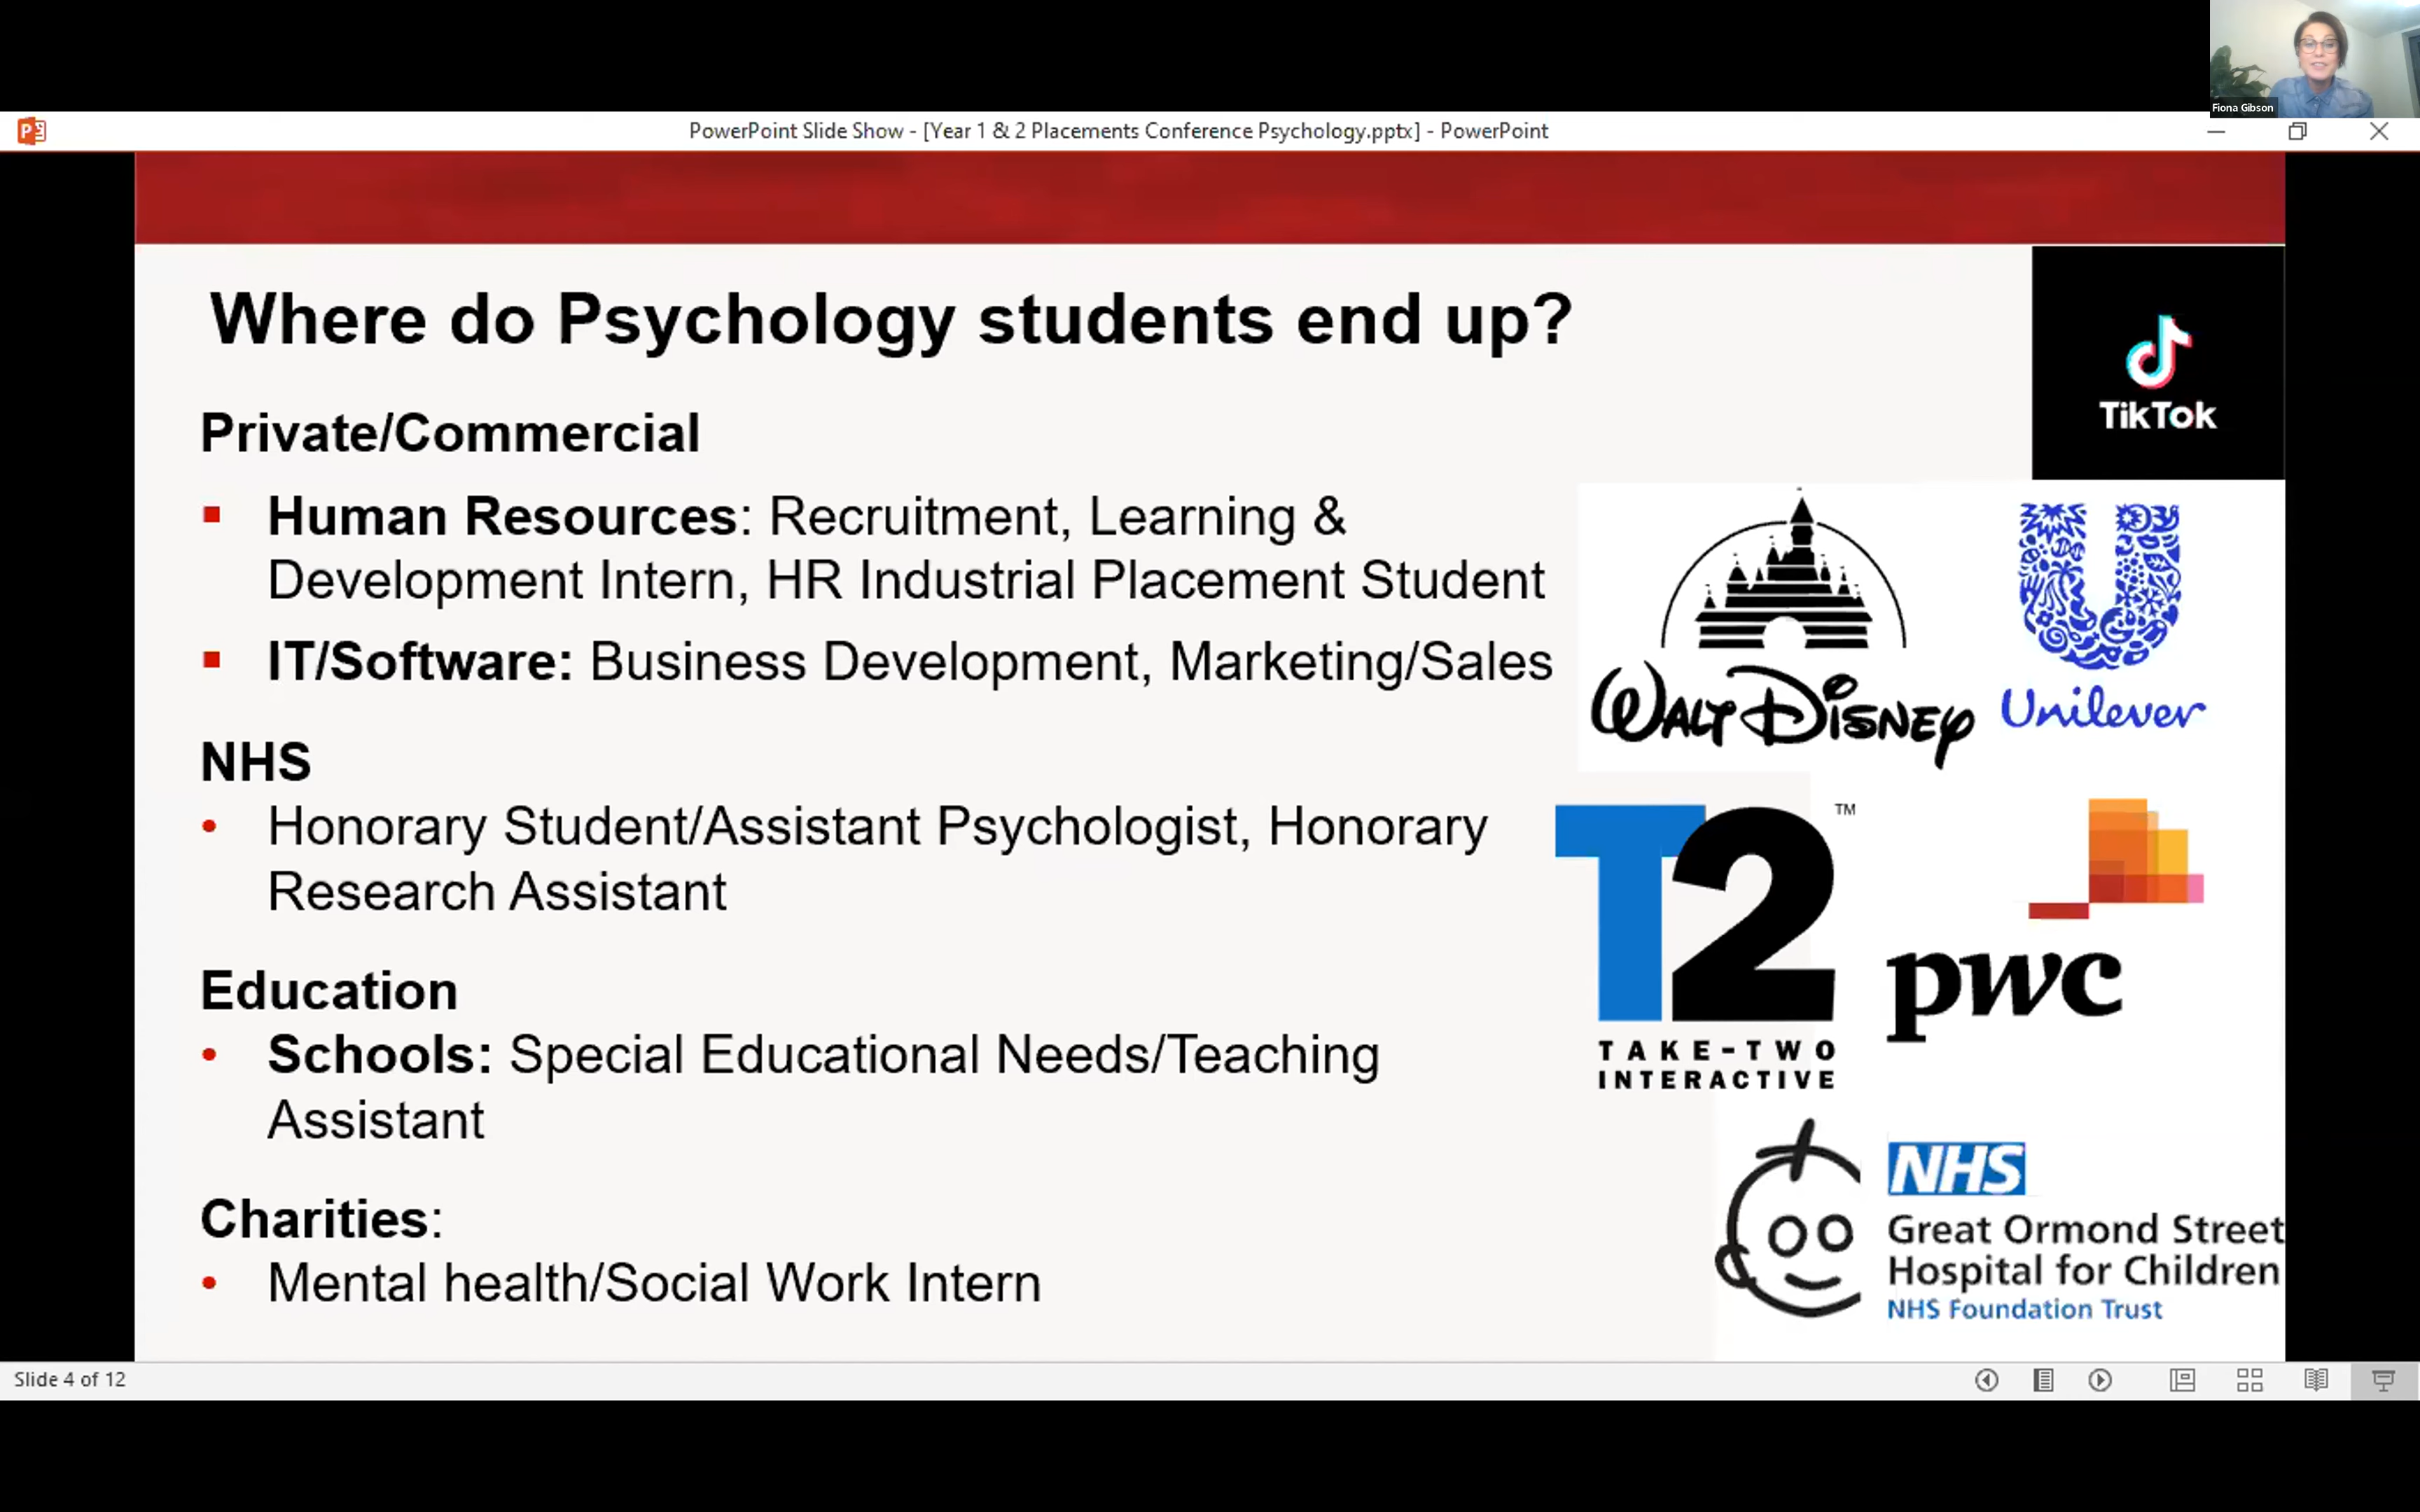 Fiona Gibson
PowerPoint Slide Show - [Year 1 & 2 Placements Conference Psychology.pptx] - PowerPoint
Where do Psychology students end up?
TikTok
Private/Commercial
Human Resources: Recruitment, Learning &
Development Intern, HR Industrial Placement Student
IT/Software: Business Development, Marketing/Sales
WALT DISNEY
Unilever
NHS
Honorary Student/Assistant Psychologist, Honorary
Research Assistant
T2 ™
TAKE-TWO
INTERACTIVE
pwc
Education
Schools: Special Educational Needs/Teaching
Assistant
Charities:
Mental health/Social Work Intern
NHS
Great Ormond Street
Hospital for Children
NHS Foundation Trust
Slide 4 of 12